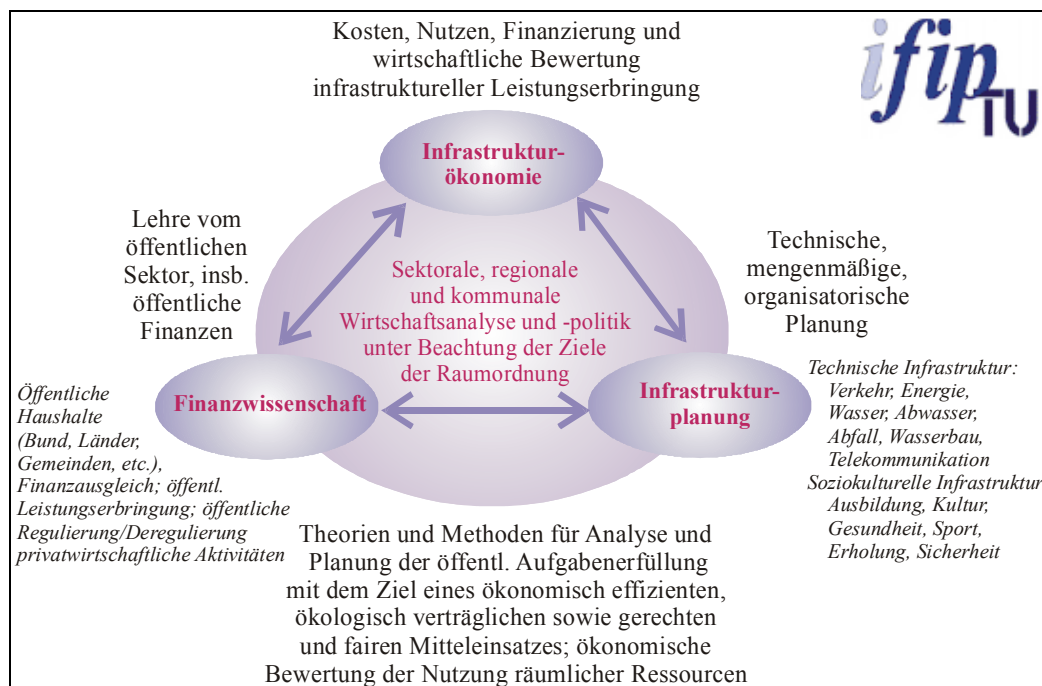 Kosten, Nutzen, Finanzierung und
wirtschaftliche Bewertung
infrastruktureller Leistungserbringung
ifip
TU
Infrastruktur-
ökonomie
Lehre vom
öffentlichen
Sektor, insb.
öffentliche
Finanzen
Sektorale, regionale
und kommunale
Wirtschaftsanalyse und -politik
unter Beachtung der Ziele
der Raumordnung
Technische,
mengenmäßige,
organisatorische
Planung
Finanzwissenschaft
Infrastruktur-
planung
Öffentliche
Haushalte
(Bund, Länder,
Gemeinden, etc.),
Finanzausgleich; öffentl.
Leistungserbringung; öffentliche
Regulierung/Deregulierung
privatwirtschaftliche Aktivitäten
Technische Infrastruktur:
Verkehr, Energie,
Wasser, Abwasser,
Abfall, Wasserbau,
Telekommunikation
Soziokulturelle Infrastruktur
Ausbildung, Kultur,
Gesundheit, Sport,
Erholung, Sicherheit
Theorien und Methoden für Analyse und
Planung der öffentl. Aufgabenerfüllung
mit dem Ziel eines ökonomisch effizienten,
ökologisch verträglichen sowie gerechten
und fairen Mitteleinsatzes; ökonomische
Bewertung der Nutzung räumlicher Ressourcen